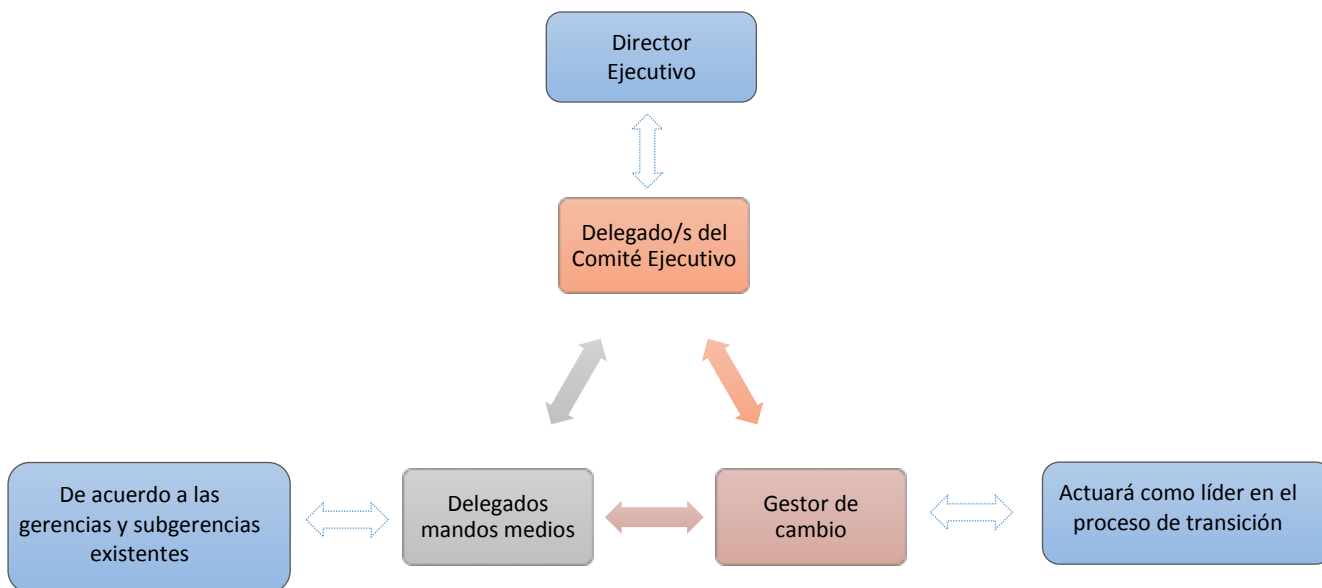 Director
Ejecutivo
Delegado/s del
Comité Ejecutivo
De acuerdo a las
gerencias y subgerencias
existentes
Delegados
mandos medios
Gestor de
cambio
Actuará como líder en el
proceso de transición